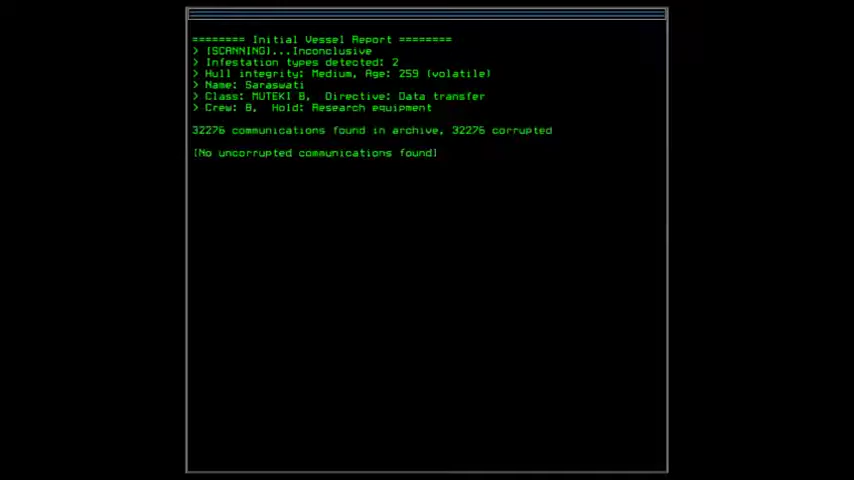 ======== Initial Vessel Report ========
> [SCANNING]...Inconclusive
> Infestation types detected: 2
> Hull integrity: Medium, Age: 259 (volatile)
> Name: Saraswati
> Class: MUTEKI B,  Directive: Data transfer
> Crew: 8,  Hold: Research equipment
32276 communications found in archive, 32276 corrupted
[No uncorrupted communications found]